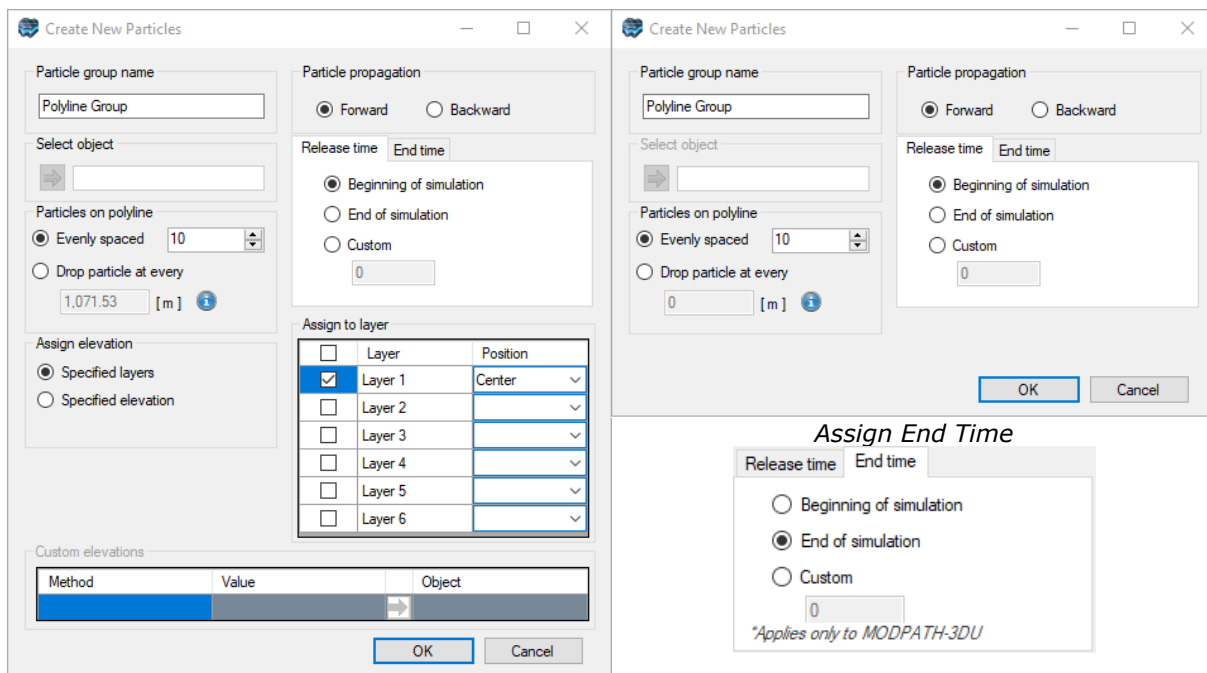 Create New Particles
Particle group name
Polyline Group
Particle propagation
Forward Backward
Select object
Release time End time
Beginning of simulation
End of simulation
Custom
0
Particles on polyline
Evenly spaced 10
Drop particle at every
1,071.53 [ m ] i
Assign elevation
Specified layers
Specified elevation
Assign to layer
Layer Position
Layer 1 Center
Layer 2
Layer 3
Layer 4
Layer 5
Layer 6
Custom elevations
Method Value Object
OK Cancel
Create New Particles
Particle group name
Polyline Group
Particle propagation
Forward Backward
Select object
Release time End time
Beginning of simulation
End of simulation
Custom
0
Particles on polyline
Evenly spaced 10
Drop particle at every
0 [ m ] i
OK Cancel
Assign End Time
Release time End time
Beginning of simulation
End of simulation
Custom
0
*Applies only to MODPATH-3DU